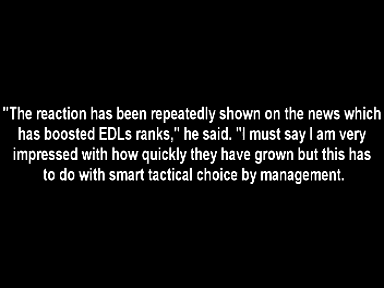 "The reaction has been repeatedly shown on the news which
has boosted EDLs ranks," he said. "I must say I am very
impressed with how quickly they have grown but this has
to do with smart tactical choice by management.